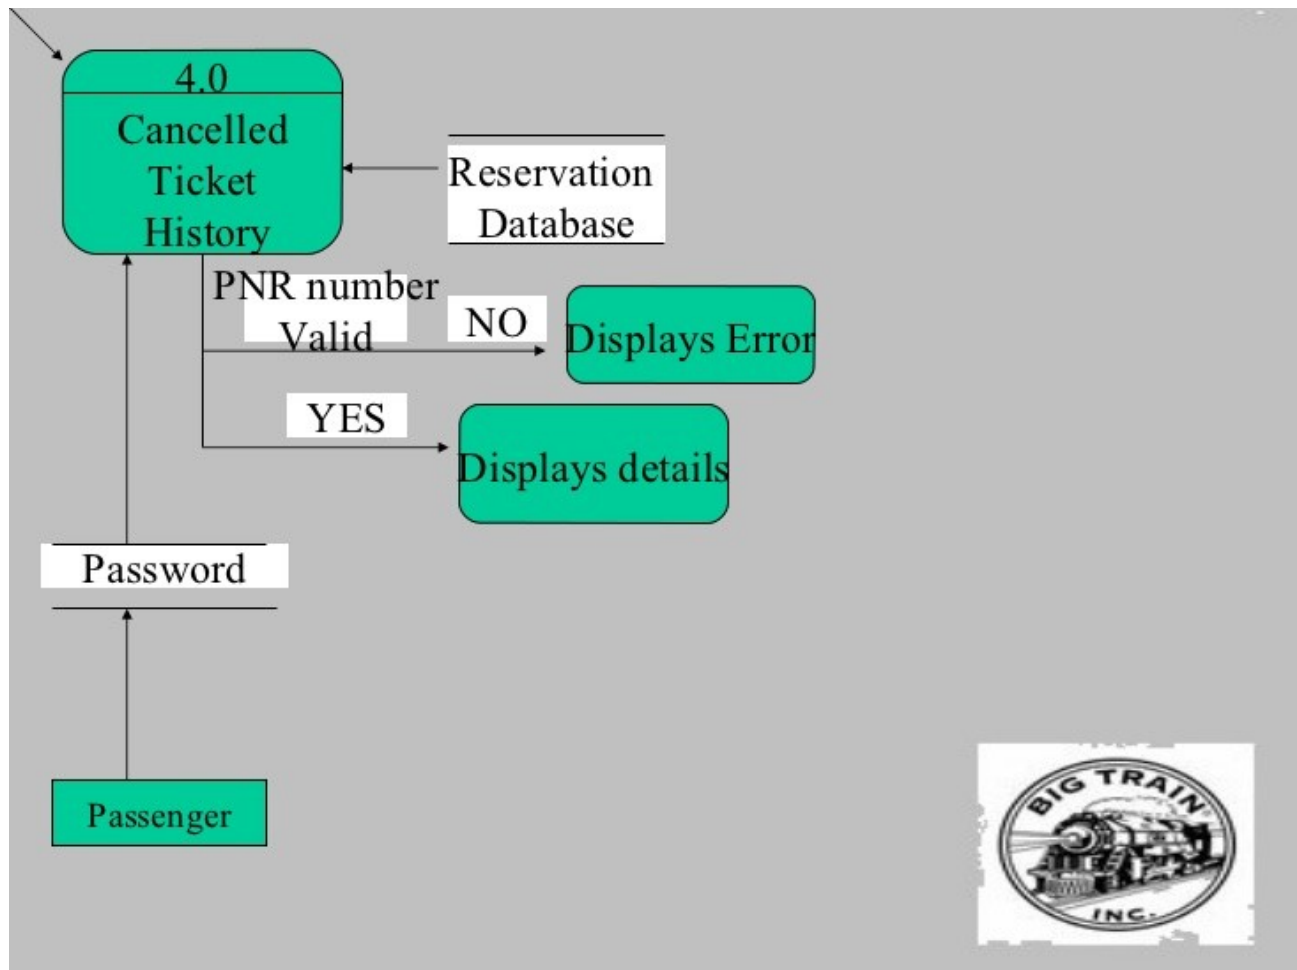 4.0
Cancelled
Ticket
History
Reservation
Database
PNR number
Valid
NO
Displays Error
YES
Displays details
Password
Passenger
BIG TRAIN
INC.